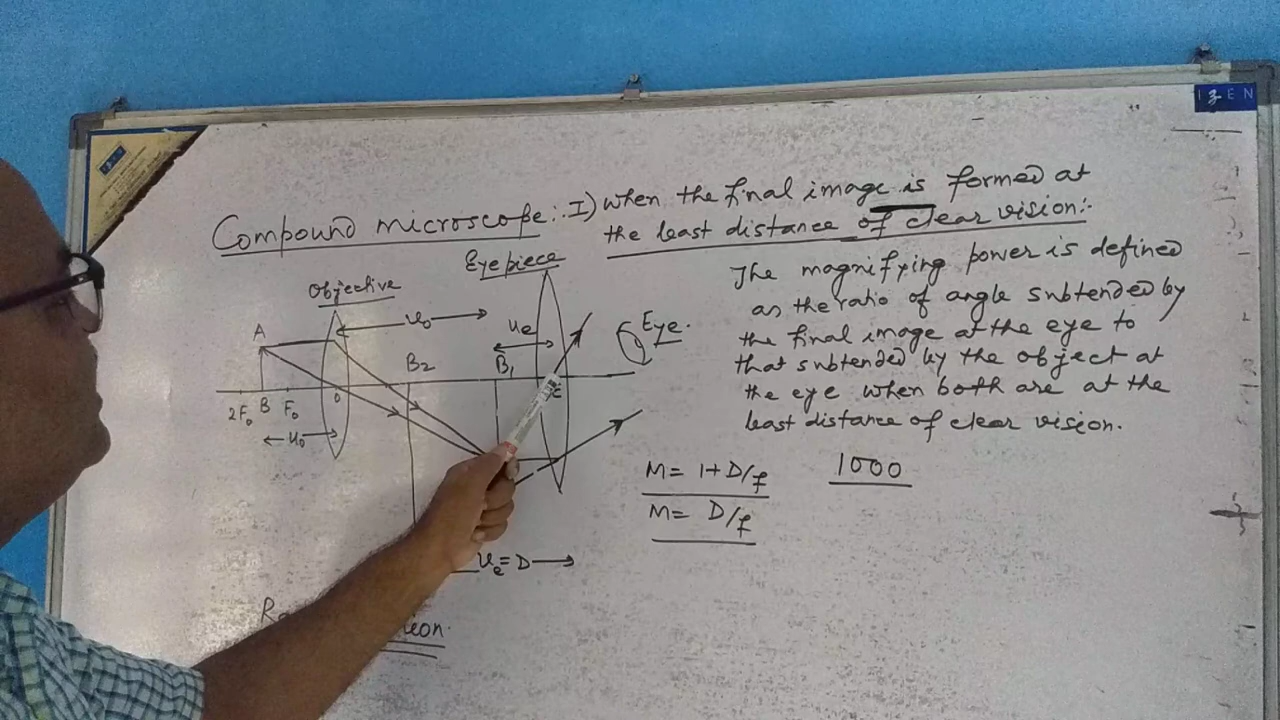 IZEN
Compound microscope:- I) when the final image is formed at
the least distance of clear vision:-
Eyepiece
Objective
The magnifying power is defined
as the ratio of angle subtended by
the final image at the eye to
that subtended by the object at
the eye when both are at the
least distance of clear vision.
A
B₂
B₁
Eye.
2F₀ B F₀
O
u₀
uₑ
M = 1+D/f
M = D/f
1000
= D